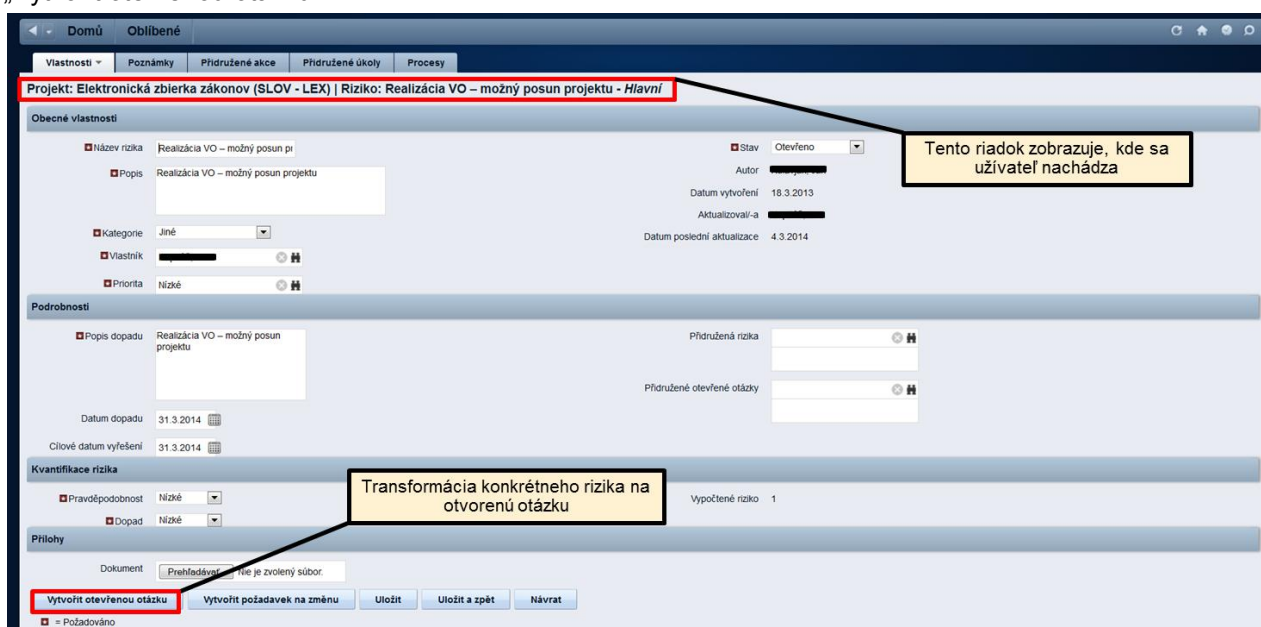 Domů Oblíbené
Vlastnosti Poznámky Přidružené akce Přidružené úkoly Procesy
Projekt: Elektronická zbierka zákonov (SLOV - LEX) | Riziko: Realizácia VO – možný posun projektu - Hlavní
Obecné vlastnosti
Název rizika Realizácia VO – možný posun pr
Stav Otevřeno
Tento riadok zobrazuje, kde sa
užívateľ nachádza
Popis Realizácia VO – možný posun projektu
Autor
Datum vytvoření 18.3.2013
Aktualizoval/-a
Kategorie Jiné
Datum poslední aktualizace 4.3.2014
Vlastník
Priorita Nízké
Podrobnosti
Popis dopadu Realizácia VO – možný posun
projektu
Přidružená rizika
Přidružené otevřené otázky
Datum dopadu 31.3.2014
Cílové datum vyřešení 31.3.2014
Kvantifikace rizika
Transformácia konkrétneho rizika na
otvorenú otázku
Pravděpodobnost Nízké
Vypočtené riziko 1
Dopad Nízké
Přílohy
Dokument Prehľadávať... Nie je zvolený súbor.
Vytvořit otevřenou otázku Vytvořit požadavek na změnu Uložit Uložit a zpět Návrat
= Požadováno